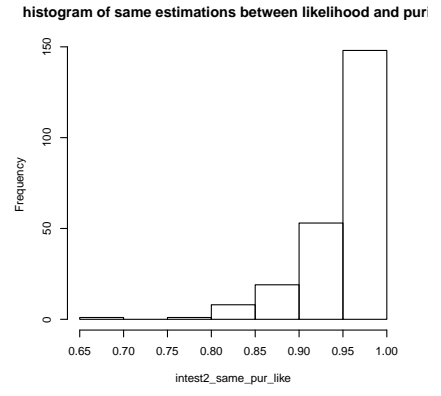 histogram of same estimations between likelihood and puri
Frequency
150
100
50
0
0.65 0.70 0.75 0.80 0.85 0.90 0.95 1.00
intest2_same_pur_like